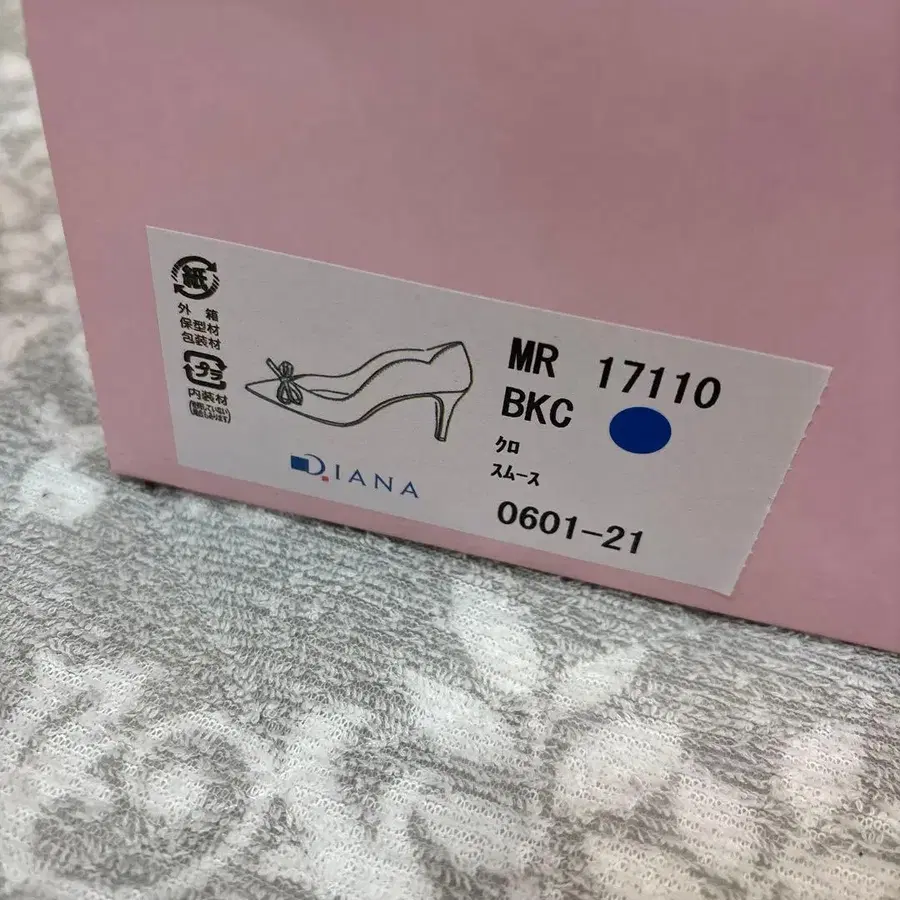 紙
外 箱
保型材
包装材
プラ
内装材
MR 17110
BKC
クロ
スムース
0601-21
DIANA